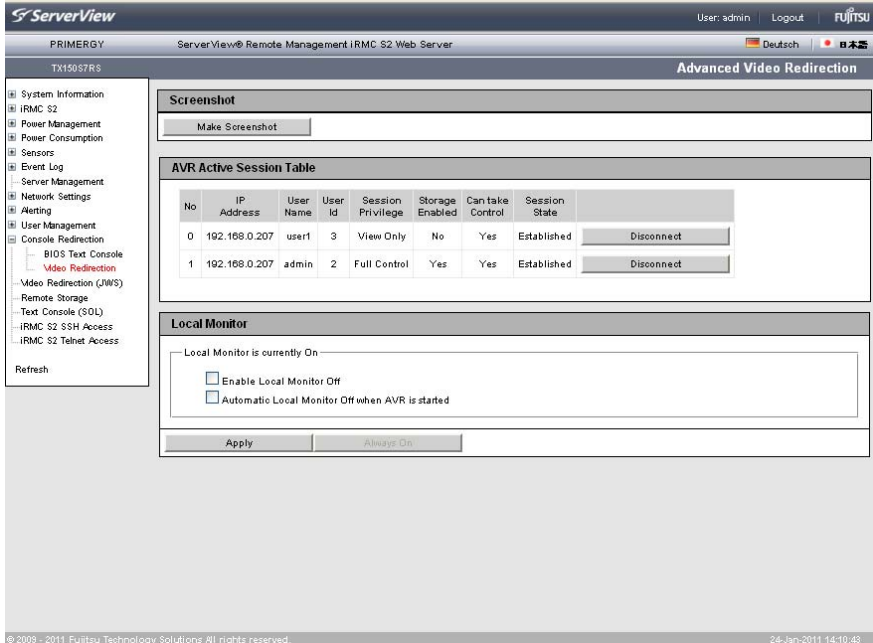 ServerView
User: admin Logout FUJITSU
PRIMERGY ServerView® Remote Management iRMC S2 Web Server Deutsch 日本語
TX150S7RS Advanced Video Redirection
System Information
iRMC S2
Power Management
Power Consumption
Sensors
Event Log
Server Management
Network Settings
Alerting
User Management
Console Redirection
BIOS Text Console
Video Redirection
Video Redirection (JWS)
Remote Storage
Text Console (SOL)
iRMC S2 SSH Access
iRMC S2 Telnet Access
Refresh
Screenshot
Make Screenshot
AVR Active Session Table
No IP Address User Name User Id Session Privilege Storage Enabled Can take Control Session State
0 192.168.0.207 user1 3 View Only No Yes Established Disconnect
1 192.168.0.207 admin 2 Full Control Yes Yes Established Disconnect
Local Monitor
Local Monitor is currently On
Enable Local Monitor Off
Automatic Local Monitor Off when AVR is started
Apply Always On
© 2009 - 2011 Fujitsu Technology Solutions All rights reserved. 24-Jan-2011 14:10:43